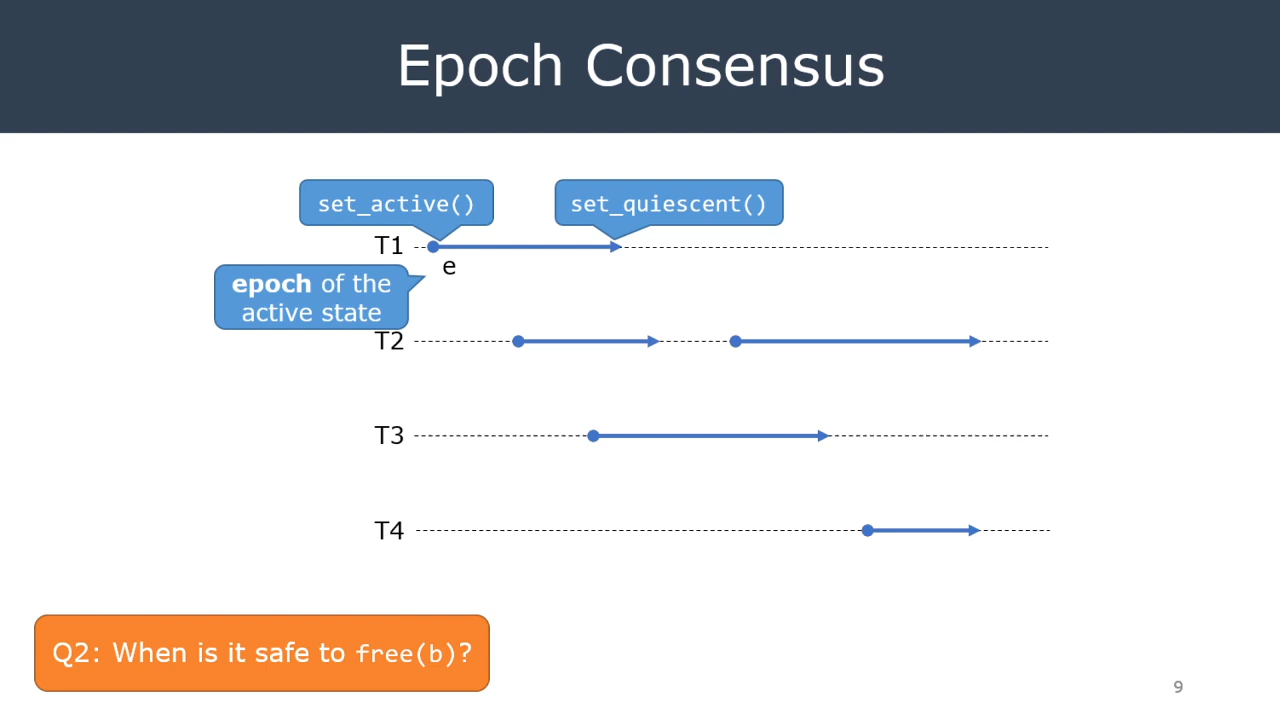 Epoch Consensus
set_active()
set_quiescent()
T1
e
epoch of the
active state
T2
T3
T4
Q2: When is it safe to free(b)?
9